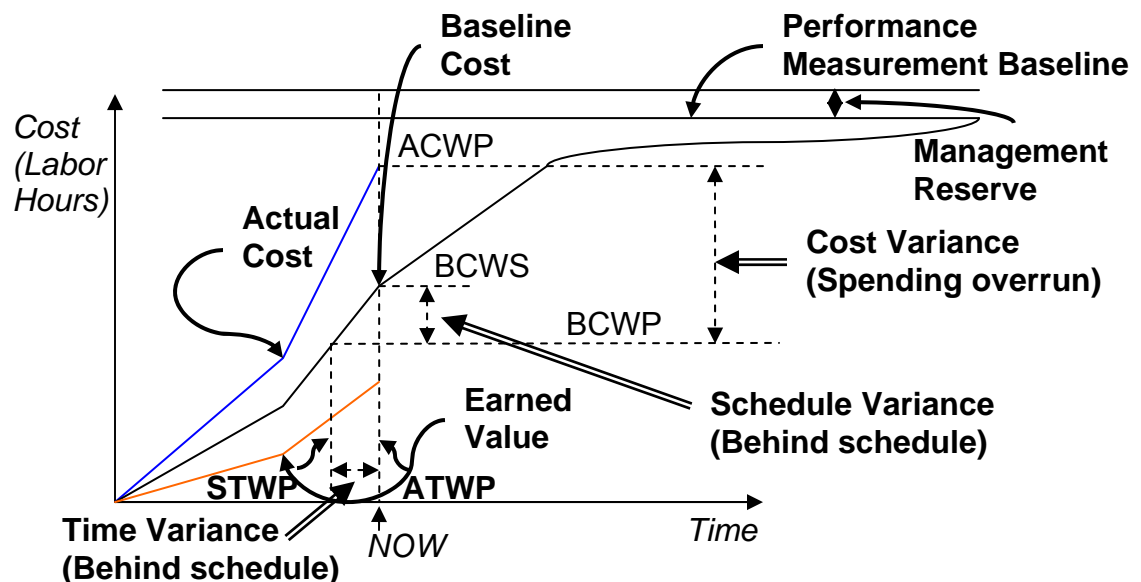 Baseline
Cost
Performance
Measurement Baseline
Cost
(Labor
Hours)
ACWP
Management
Reserve
Actual
Cost
Cost Variance
(Spending overrun)
BCWS
BCWP
Earned
Value
Schedule Variance
(Behind schedule)
STWP
ATWP
Time Variance
(Behind schedule)
NOW
Time